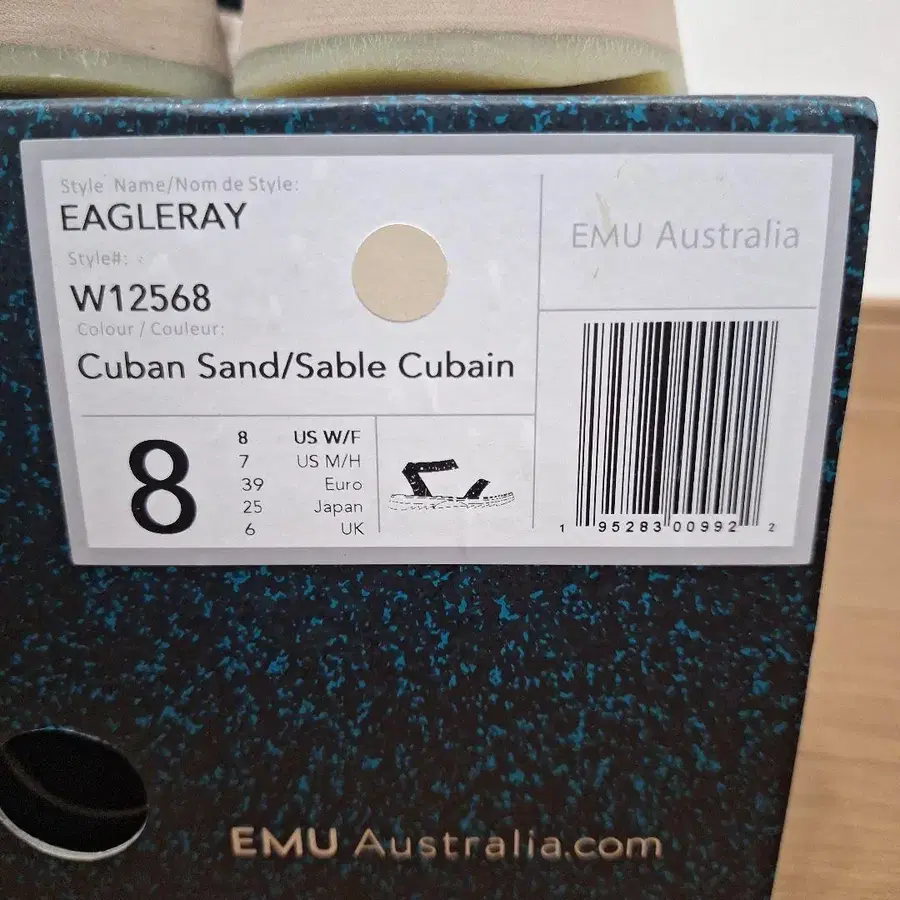 Style Name/Nom de Style:
EAGLERAY
Style#:
W12568
Colour / Couleur:
Cuban Sand/Sable Cubain
8
8 US W/F
7 US M/H
39 Euro
25 Japan
6 UK
EMU Australia
1 95283 00992 2
EMU Australia.com